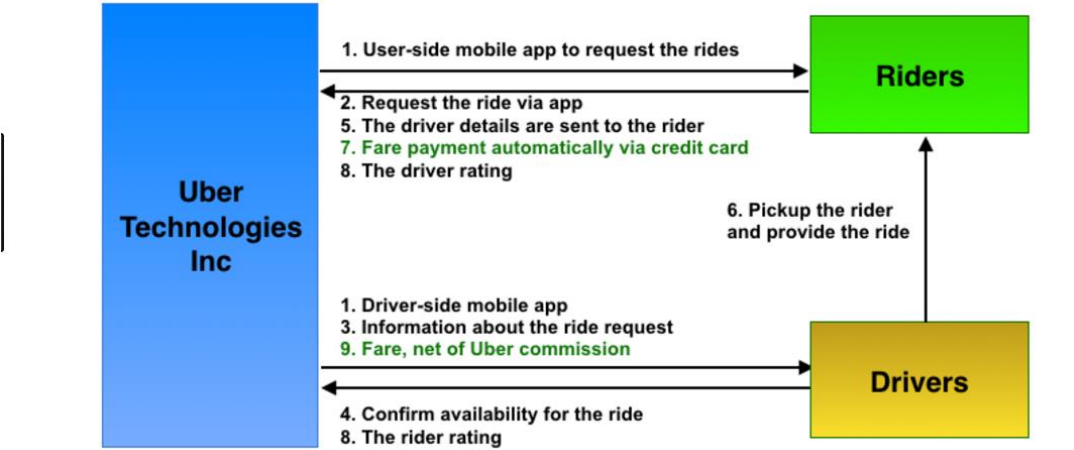 Uber
Technologies
Inc
1. User-side mobile app to request the rides
2. Request the ride via app
5. The driver details are sent to the rider
7. Fare payment automatically via credit card
8. The driver rating
Riders
6. Pickup the rider
and provide the ride
1. Driver-side mobile app
3. Information about the ride request
9. Fare, net of Uber commission
4. Confirm availability for the ride
8. The rider rating
Drivers